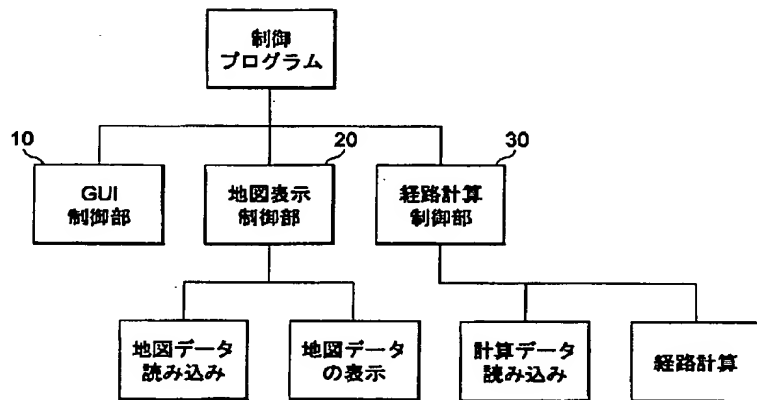 制御
プログラム
10
20
30
GUI
制御部
地図表示
制御部
経路計算
制御部
地図データ
読み込み
地図データ
の表示
計算データ
読み込み
経路計算